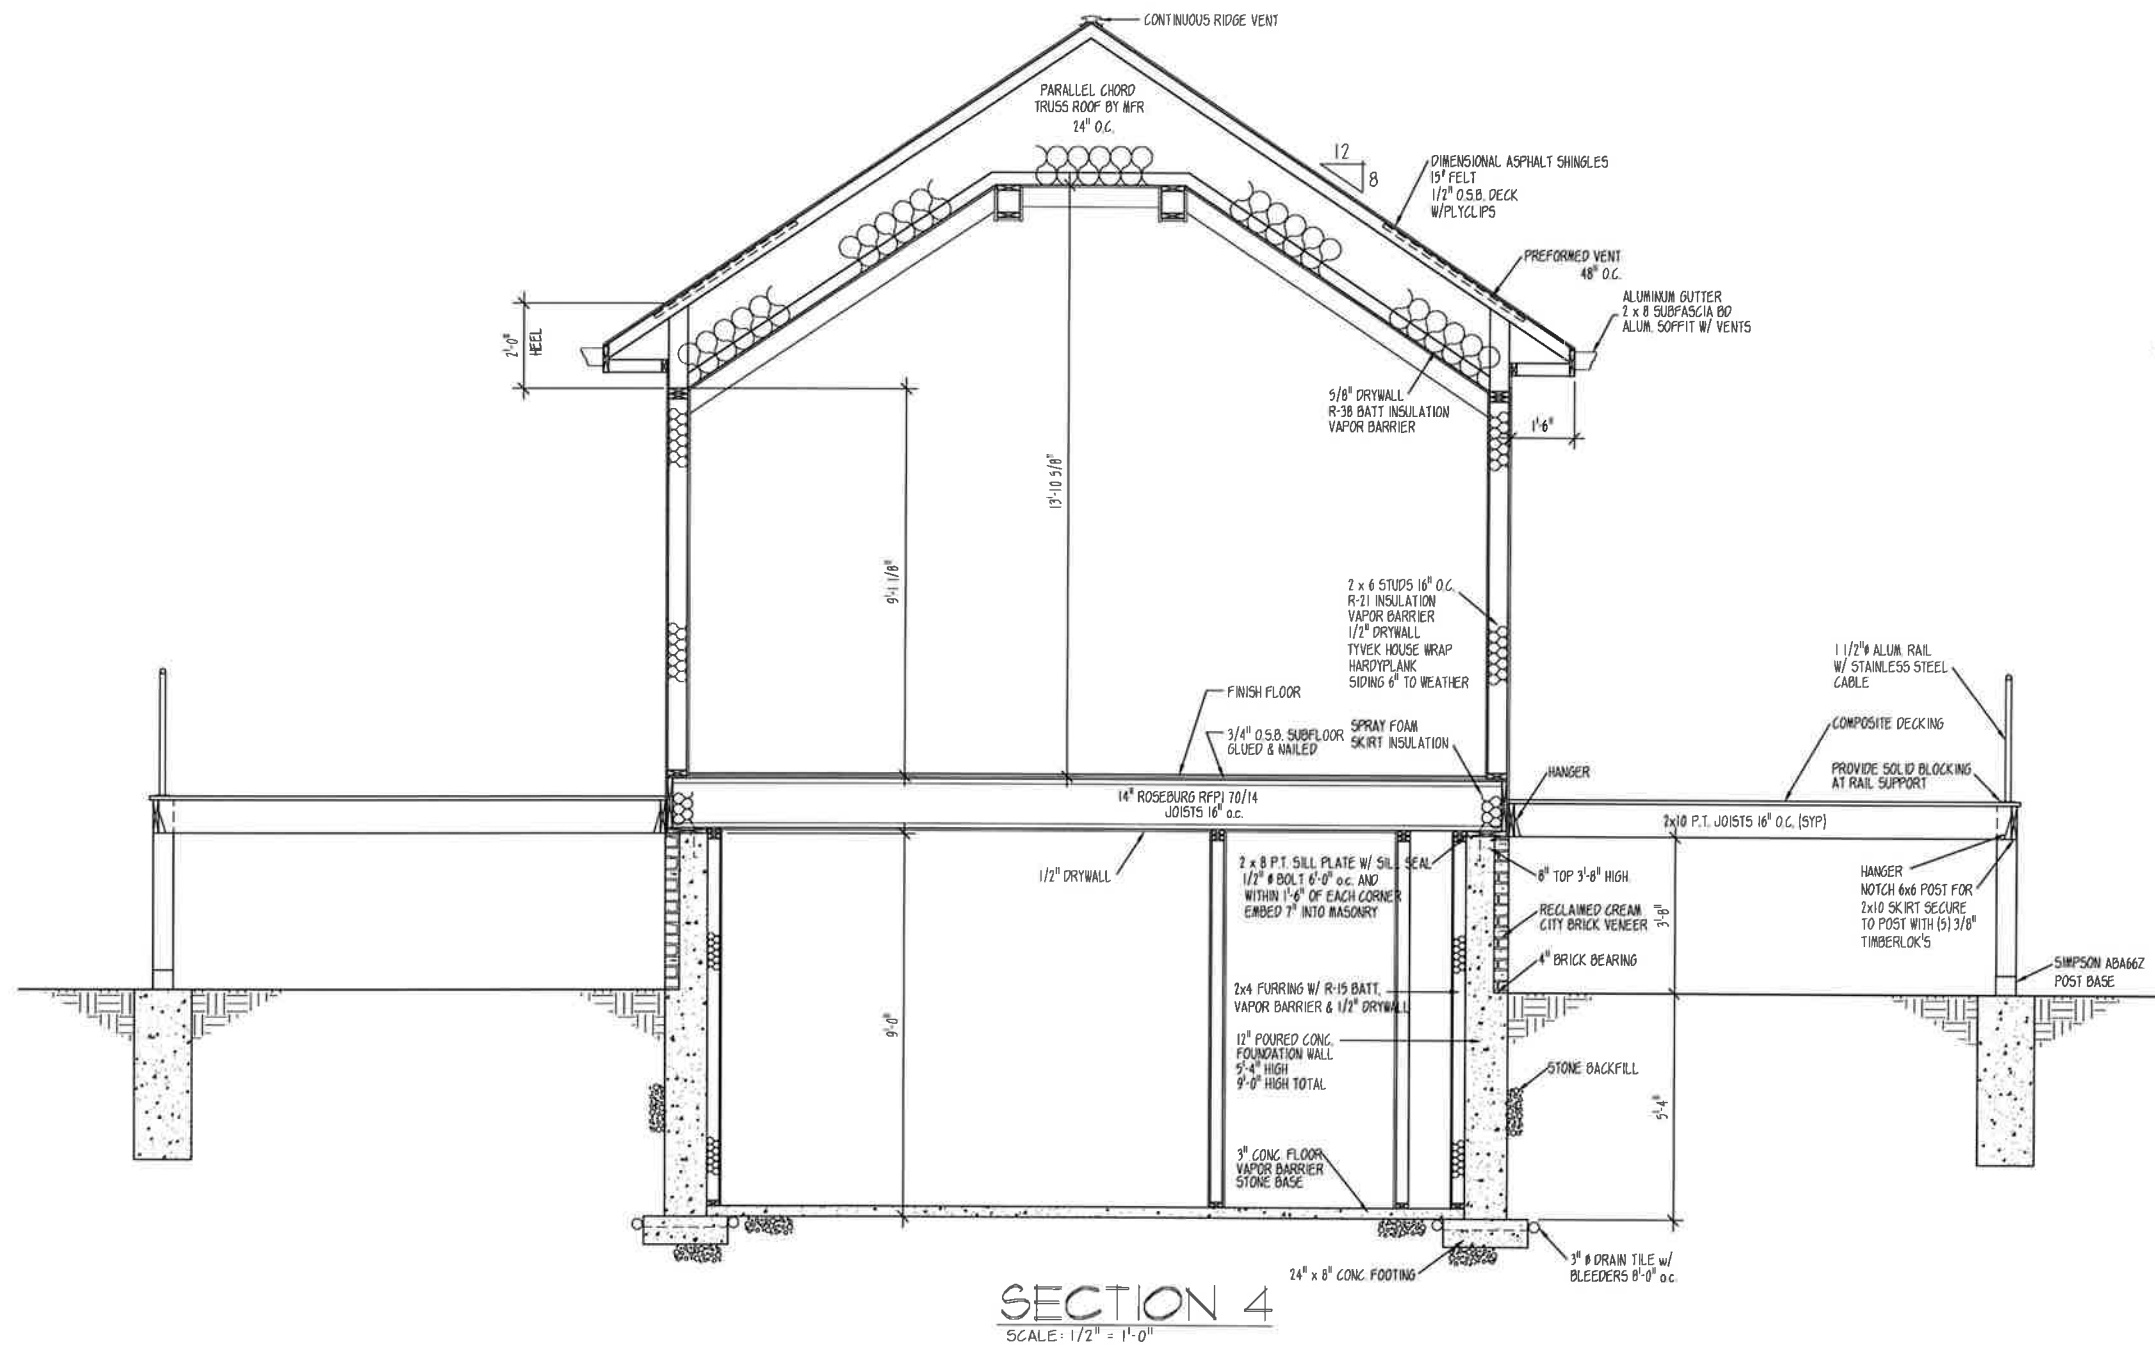 CONTINUOUS RIDGE VENT
PARALLEL CHORD
TRUSS ROOF BY MFR
24" O.C.
12
8
DIMENSIONAL ASPHALT SHINGLES
15# FELT
1/2" O.S.B. DECK
W/PLYCLIPS
PREFORMED VENT
48" O.C.
ALUMINUM GUTTER
2 x 8 SUBFASCIA BD
ALUM. SOFFIT W/ VENTS
2'-0"
HEEL
5/8" DRYWALL
R-38 BATT INSULATION
VAPOR BARRIER
1'-6"
13'-10 5/8"
9'-1 1/8"
2 x 6 STUDS 16" O.C.
R-21 INSULATION
VAPOR BARRIER
1/2" DRYWALL
TYVEK HOUSE WRAP
HARDYPLANK
SIDING 6" TO WEATHER
1 1/2"ø ALUM. RAIL
W/ STAINLESS STEEL
CABLE
FINISH FLOOR
3/4" O.S.B. SUBFLOOR
GLUED & NAILED
SPRAY FOAM
SKIRT INSULATION
COMPOSITE DECKING
HANGER
PROVIDE SOLID BLOCKING
AT RAIL SUPPORT
14" ROSEBURG RFPI 70/14
JOISTS 16" o.c.
2x10 P.T. JOISTS 16" O.C. (SYP)
1/2" DRYWALL
2 x 8 P.T. SILL PLATE W/ SILL SEAL
1/2" ø BOLT 6'-0" o.c. AND
WITHIN 1'-6" OF EACH CORNER
EMBED 7" INTO MASONRY
8" TOP 3'-8" HIGH
RECLAIMED CREAM
CITY BRICK VENEER
3'-8"
4" BRICK BEARING
HANGER
NOTCH 6x6 POST FOR
2x10 SKIRT SECURE
TO POST WITH (5) 3/8"
TIMBERLOK'S
SIMPSON ABA66Z
POST BASE
2x4 FURRING W/ R-15 BATT,
VAPOR BARRIER & 1/2" DRYWALL
9'-0"
12" POURED CONC.
FOUNDATION WALL
5'-4" HIGH
9'-0" HIGH TOTAL
STONE BACKFILL
5'-4"
3" CONC. FLOOR
VAPOR BARRIER
STONE BASE
24" x 8" CONC. FOOTING
3" ø DRAIN TILE w/
BLEEDERS 8'-0" o.c.
SECTION 4
SCALE: 1/2" = 1'-0"